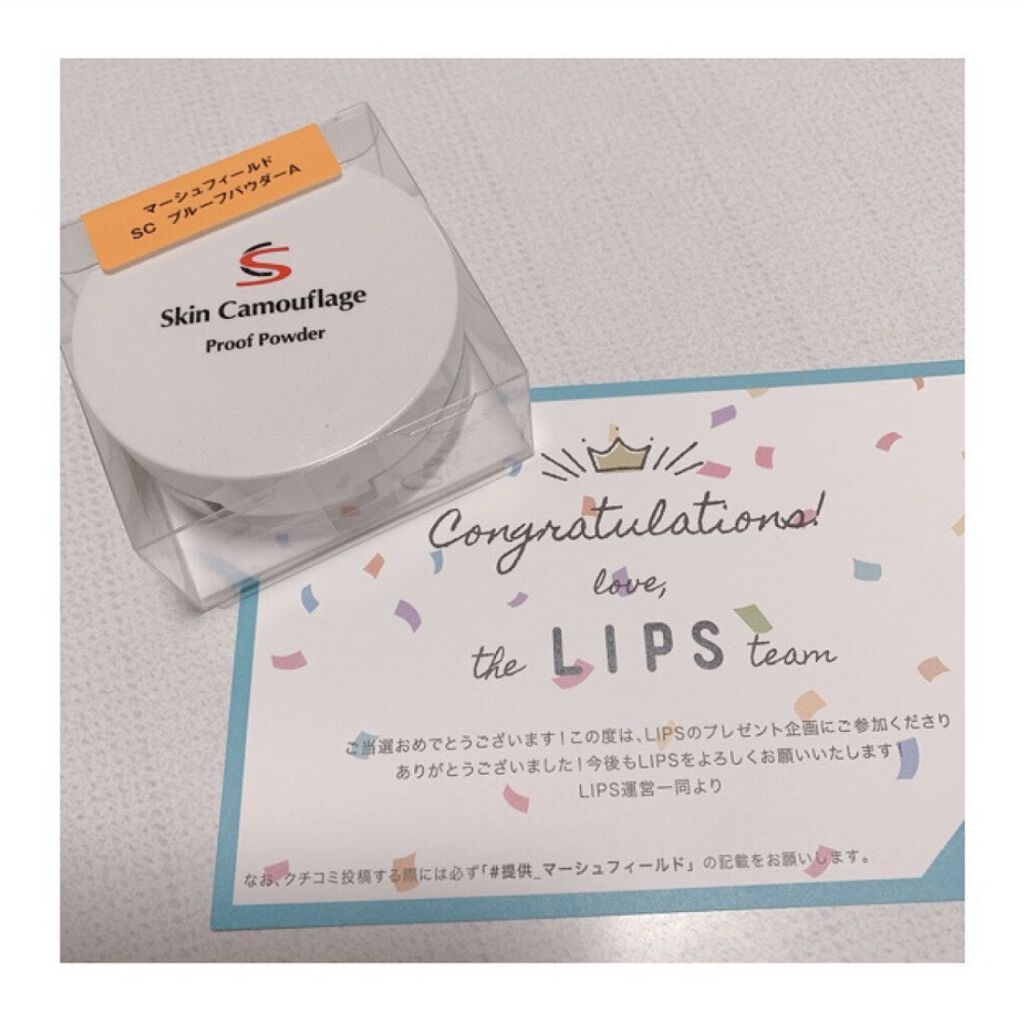 マーシュフィールド
SC プルーフパウダーA
Skin Camouflage
Proof Powder
Congratulations!
love,
the LIPS team
ご当選おめでとうございます!この度は、LIPSのプレゼント企画にご参加くださり
ありがとうございました!今後もLIPSをよろしくお願いいたします!
LIPS運営一同より
なお、クチコミ投稿する際には必ず「#提供_マーシュフィールド」の記載をお願いします。